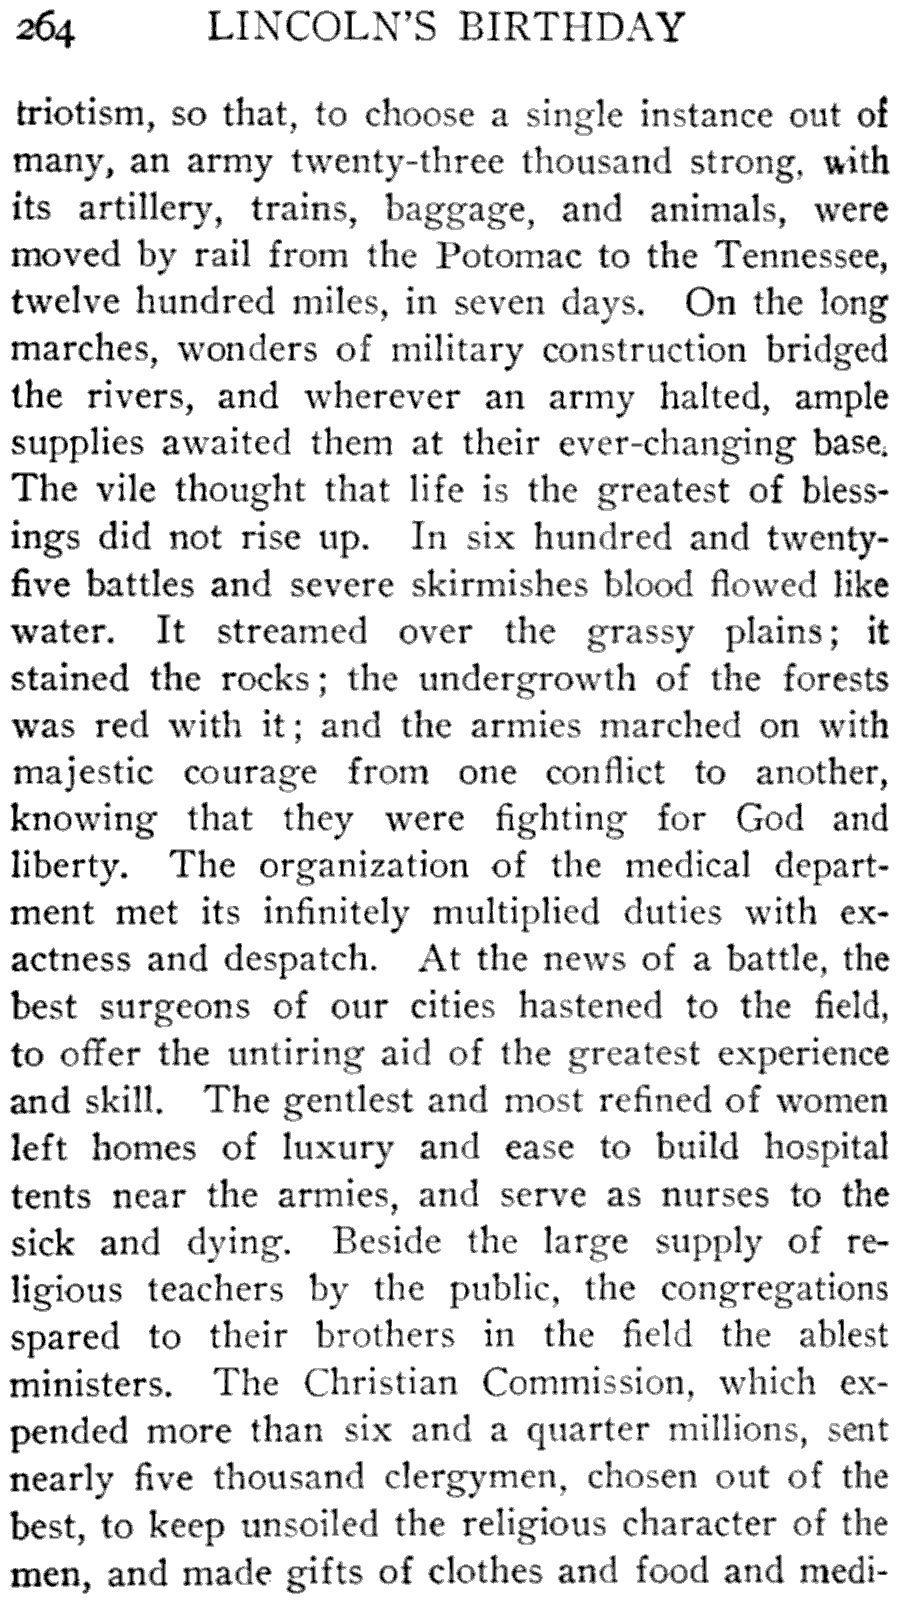 264 LINCOLN'S BIRTHDAY
triotism, so that, to choose a single instance out of
many, an army twenty-three thousand strong, with
its artillery, trains, baggage, and animals, were
moved by rail from the Potomac to the Tennessee,
twelve hundred miles, in seven days. On the long
marches, wonders of military construction bridged
the rivers, and wherever an army halted, ample
supplies awaited them at their ever-changing base.
The vile thought that life is the greatest of bless-
ings did not rise up. In six hundred and twenty-
five battles and severe skirmishes blood flowed like
water. It streamed over the grassy plains; it
stained the rocks; the undergrowth of the forests
was red with it; and the armies marched on with
majestic courage from one conflict to another,
knowing that they were fighting for God and
liberty. The organization of the medical depart-
ment met its infinitely multiplied duties with ex-
actness and despatch. At the news of a battle, the
best surgeons of our cities hastened to the field,
to offer the untiring aid of the greatest experience
and skill. The gentlest and most refined of women
left homes of luxury and ease to build hospital
tents near the armies, and serve as nurses to the
sick and dying. Beside the large supply of re-
ligious teachers by the public, the congregations
spared to their brothers in the field the ablest
ministers. The Christian Commission, which ex-
pended more than six and a quarter millions, sent
nearly five thousand clergymen, chosen out of the
best, to keep unsoiled the religious character of the
men, and made gifts of clothes and food and medi-